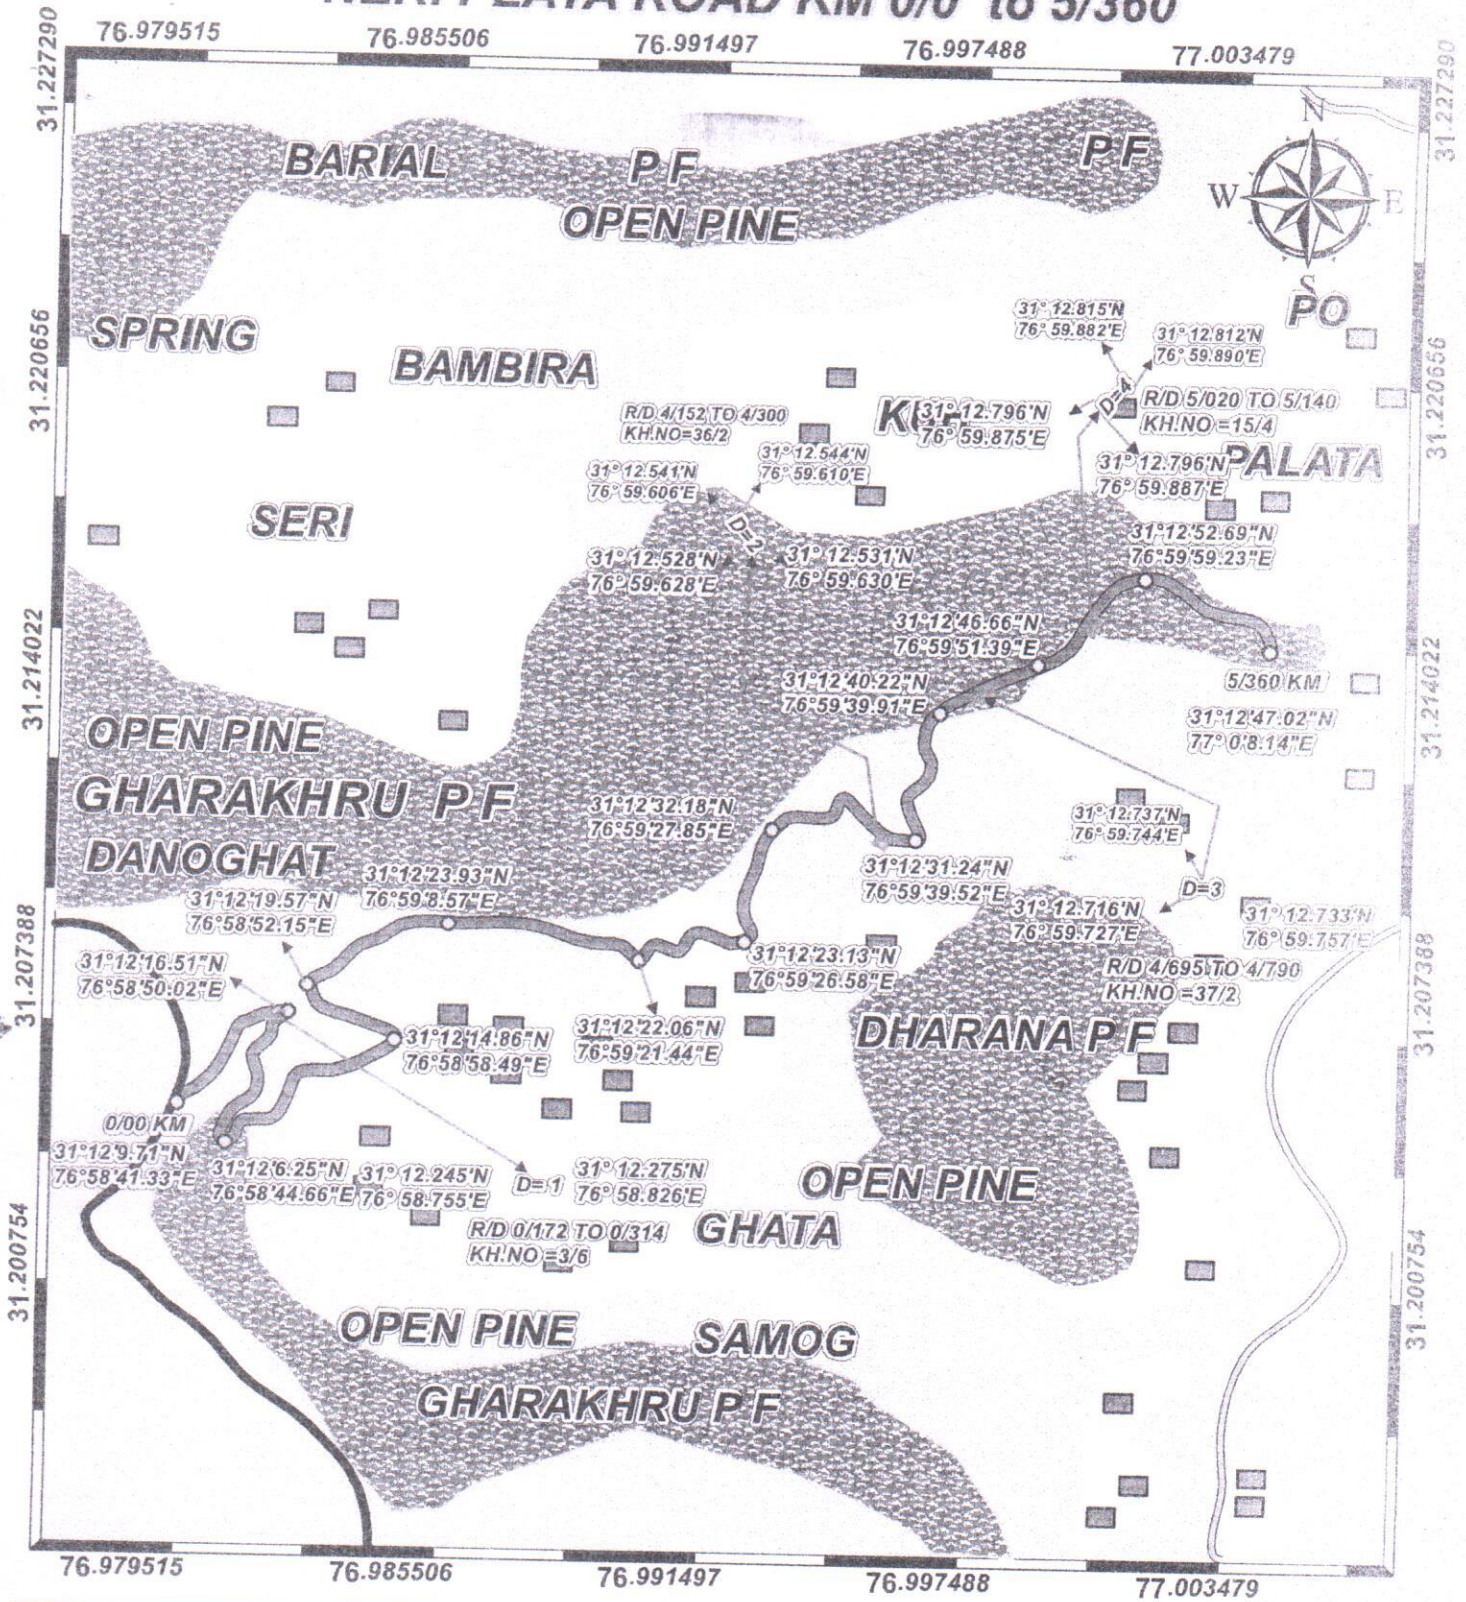 76.979515 76.985506 76.991497 76.997488 77.003479
31.227290
31.227290
N
W E
S
BARIAL P F P F
OPEN PINE
PO
SPRING
BAMBIRA
31.220656
31.220656
31° 12.815'N
76° 59.882'E
31° 12.812'N
76° 59.890'E
D=4
R/D 5/020 TO 5/140
KH.NO =15/4
31° 12.796'N
76° 59.875'E
31° 12.796'N
76° 59.887'E
PALATA
R/D 4/152 TO 4/300
KH.NO=36/2
31° 12.544'N
76° 59.610'E
31° 12.541'N
76° 59.606'E
D=2
31° 12.528'N
76° 59.628'E
31° 12.531'N
76° 59.630'E
SERI
31°12'52.69"N
76°59'59.23"E
31°12'46.66"N
76°59'51.39"E
31°12'40.22"N
76°59'39.91"E
5/360 KM
31°12'47.02"N
77° 0'8.14"E
31.214022
31.214022
OPEN PINE
GHARAKHRU P F
DANOGHAT
31°12'32.18"N
76°59'27.85"E
31° 12.737'N
76° 59.744'E
31°12'31.24"N
76°59'39.52"E
D=3
31°12'23.93"N
76°59'8.57"E
31°12'19.57"N
76°58'52.15"E
31° 12.716'N
76° 59.727'E
31° 12.733'N
76° 59.757'E
31°12'16.51"N
76°58'50.02"E
31°12'23.13"N
76°59'26.58"E
R/D 4/695 TO 4/790
KH.NO =37/2
31.207388
31.207388
31°12'14.86"N
76°58'58.49"E
31°12'22.06"N
76°59'21.44"E
DHARANA P F
0/00 KM
31°12'9.71"N
76°58'41.33"E
31°12'6.25"N
76°58'44.66"E
31° 12.245'N
76° 58.755'E
D=1
31° 12.275'N
76° 58.826'E
R/D 0/172 TO 0/314
KH.NO =3/6
OPEN PINE
GHATA
31.200754
31.200754
OPEN PINE
SAMOG
GHARAKHRU P F
76.979515 76.985506 76.991497 76.997488 77.003479